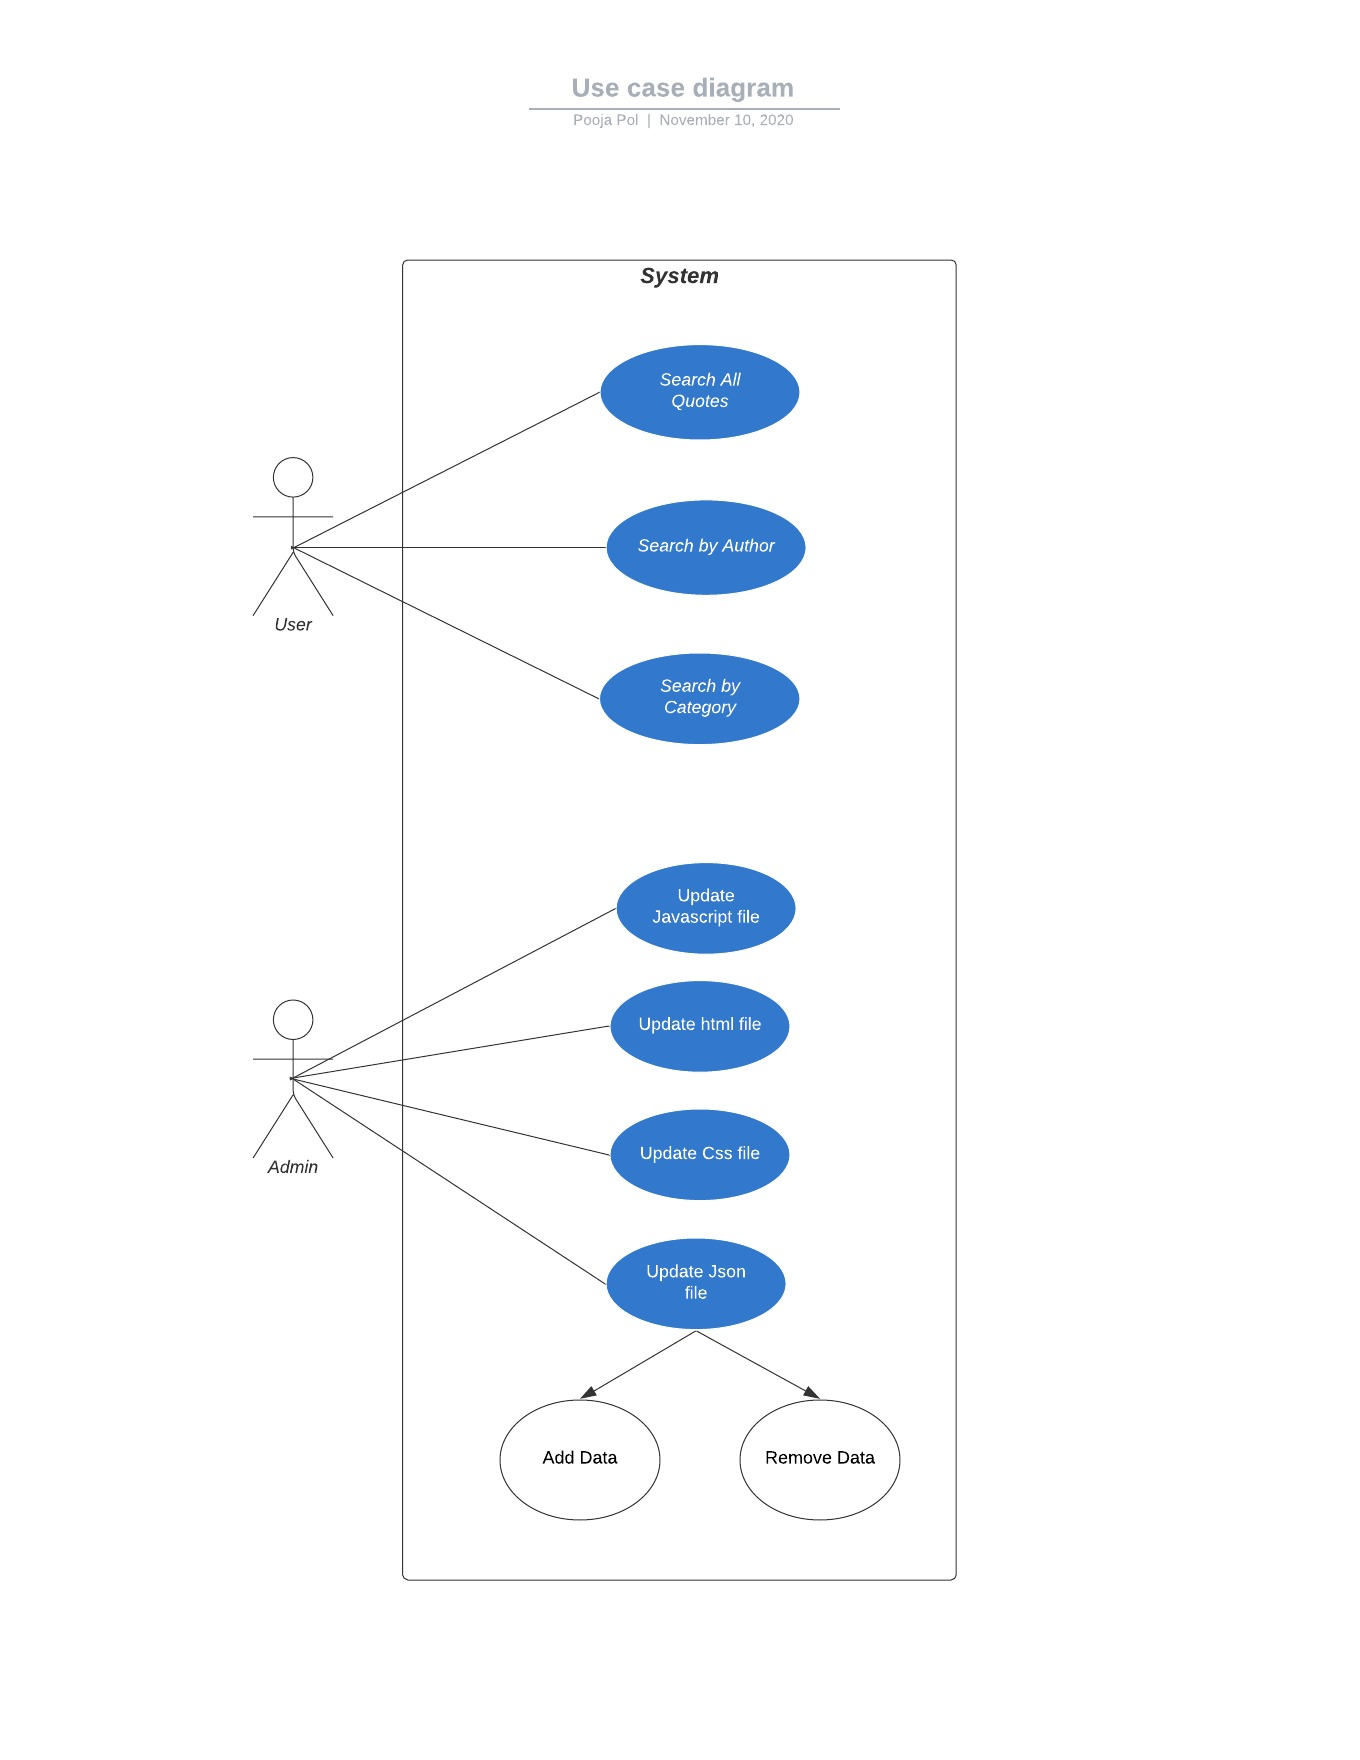 Use case diagram
Pooja Pol | November 10, 2020
System
Search All
Quotes
Search by Author
User
Search by
Category
Update
Javascript file
Update html file
Update Css file
Admin
Update Json
file
Add Data
Remove Data